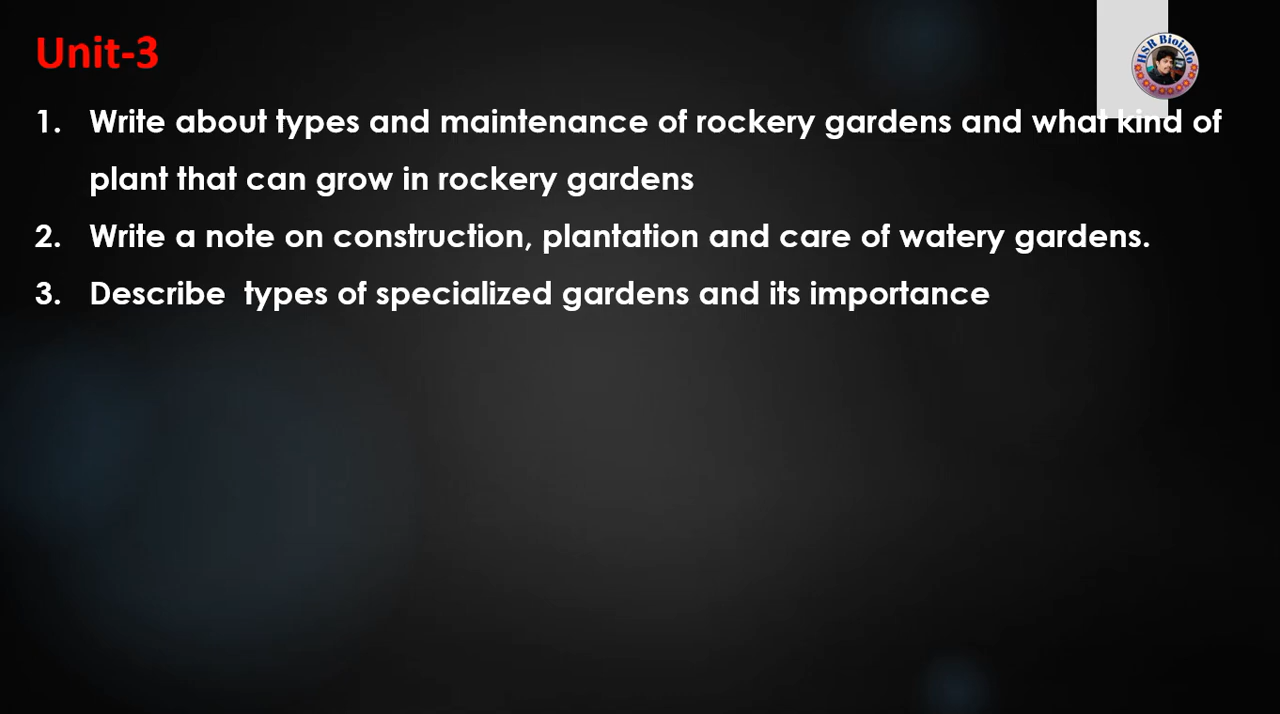 Unit-3
HSR Bioinfo
1. Write about types and maintenance of rockery gardens and what kind of
plant that can grow in rockery gardens
2. Write a note on construction, plantation and care of watery gardens.
3. Describe  types of specialized gardens and its importance